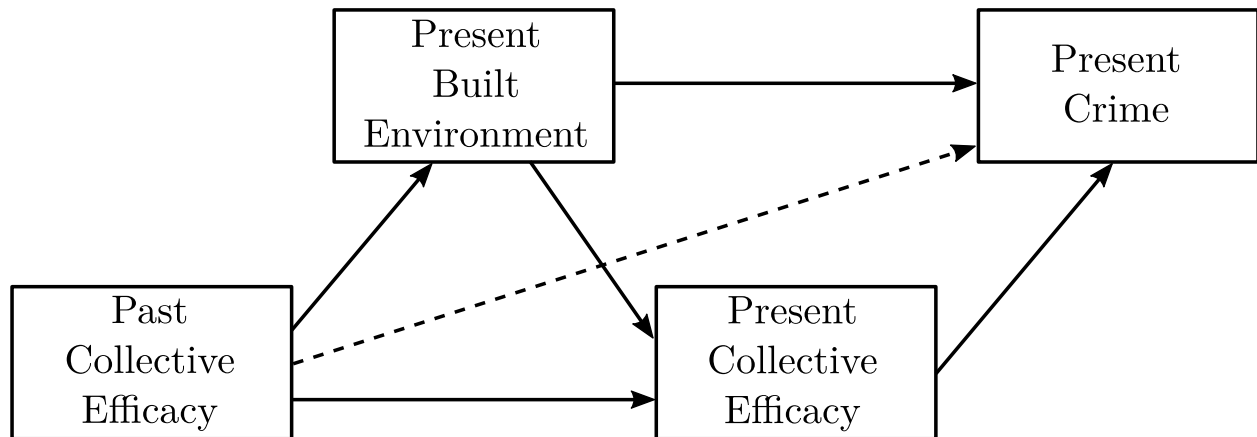 Present
Built
Environment
Present
Crime
Past
Collective
Efficacy
Present
Collective
Efficacy